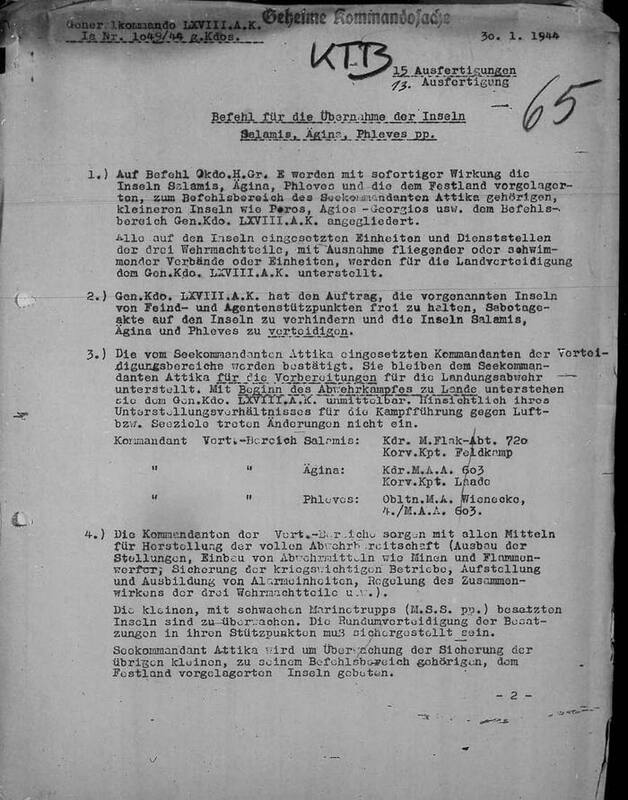 Generalkommando LXVIII.A.K.
Geheime Kommandosache
Ia Nr. 1049/44 g.Kdos.
30. 1. 1944
KTB
15 Ausfertigungen
13. Ausfertigung
65
Befehl für die Übernahme der Inseln
Salamis, Ägina, Phleves pp.
1.) Auf Befehl Okdo.H.Gr. E werden mit sofortiger Wirkung die
Inseln Salamis, Ägina, Phleves und die dem Festland vorgelager-
ten, zum Befehlsbereich des Seekommandanten Attika gehörigen,
kleineren Inseln wie Poros, Agios -Georgios usw. dem Befehls-
bereich Gen.Kdo. LXVIII.A.K. angegliedert.
Alle auf den Inseln eingesetzten Einheiten und Dienststellen
der drei Wehrmachtteile, mit Ausnahme fliegender oder schwim-
mender Verbände oder Einheiten, werden für die Landverteidigung
dem Gen.Kdo. LXVIII.A.K. unterstellt.
2.) Gen.Kdo. LXVIII.A.K. hat den Auftrag, die vorgenannten Inseln
von Feind- und Agentenstützpunkten frei zu halten, Sabotage-
akte auf den Inseln zu verhindern und die Inseln Salamis,
Ägina und Phleves zu verteidigen.
3.) Die vom Seekommandanten Attika eingesetzten Kommandanten der Vertei-
digungsbereiche werden bestätigt. Sie bleiben dem Seekomman-
danten Attika für die Vorbereitungen für die Landungsabwehr
unterstellt. Mit Beginn des Abwehrkampfes zu Lande unterstehen
sie dem Gen.Kdo. LXVIII.A.K. unmittelbar. Hinsichtlich ihres
Unterstellungsverhältnisses für die Kampfführung gegen Luft-
bzw. Seeziele treten Änderungen nicht ein.
Kommandant Vert.-Bereich Salamis: Kdr. M.Flak-Abt. 720
Korv.Kpt. Feldkamp
" " Ägina: Kdr.M.A.A. 603
Korv.Kpt. Laado
" " Phleves: Obltn.M.A. Wienecke,
4./M.A.A. 603.
4.) Die Kommandanten der Vert.-Bereiche sorgen mit allen Mitteln
für Herstellung der vollen Abwehrbereitschaft (Ausbau der
Stellungen, Einbau von Abwehrmitteln wie Minen und Flammen-
werfer, Sicherung der kriegswichtigen Betriebe, Aufstellung
und Ausbildung von Alarmeinheiten, Regelung des Zusammen-
wirkens der drei Wehrmachtteile u.v.).
Die kleinen, mit schwachen Marinetrupps (M.S.S. pp.) besetzten
Inseln sind zu überwachen. Die Rundumverteidigung der Besat-
zungen in ihren Stützpunkten muß sichergestellt sein.
Seekommandant Attika wird um Überwachung der Sicherung der
übrigen kleinen, zu seinem Befehlsbereich gehörigen, dem
Festland vorgelagerten Inseln gebeten.
- 2 -